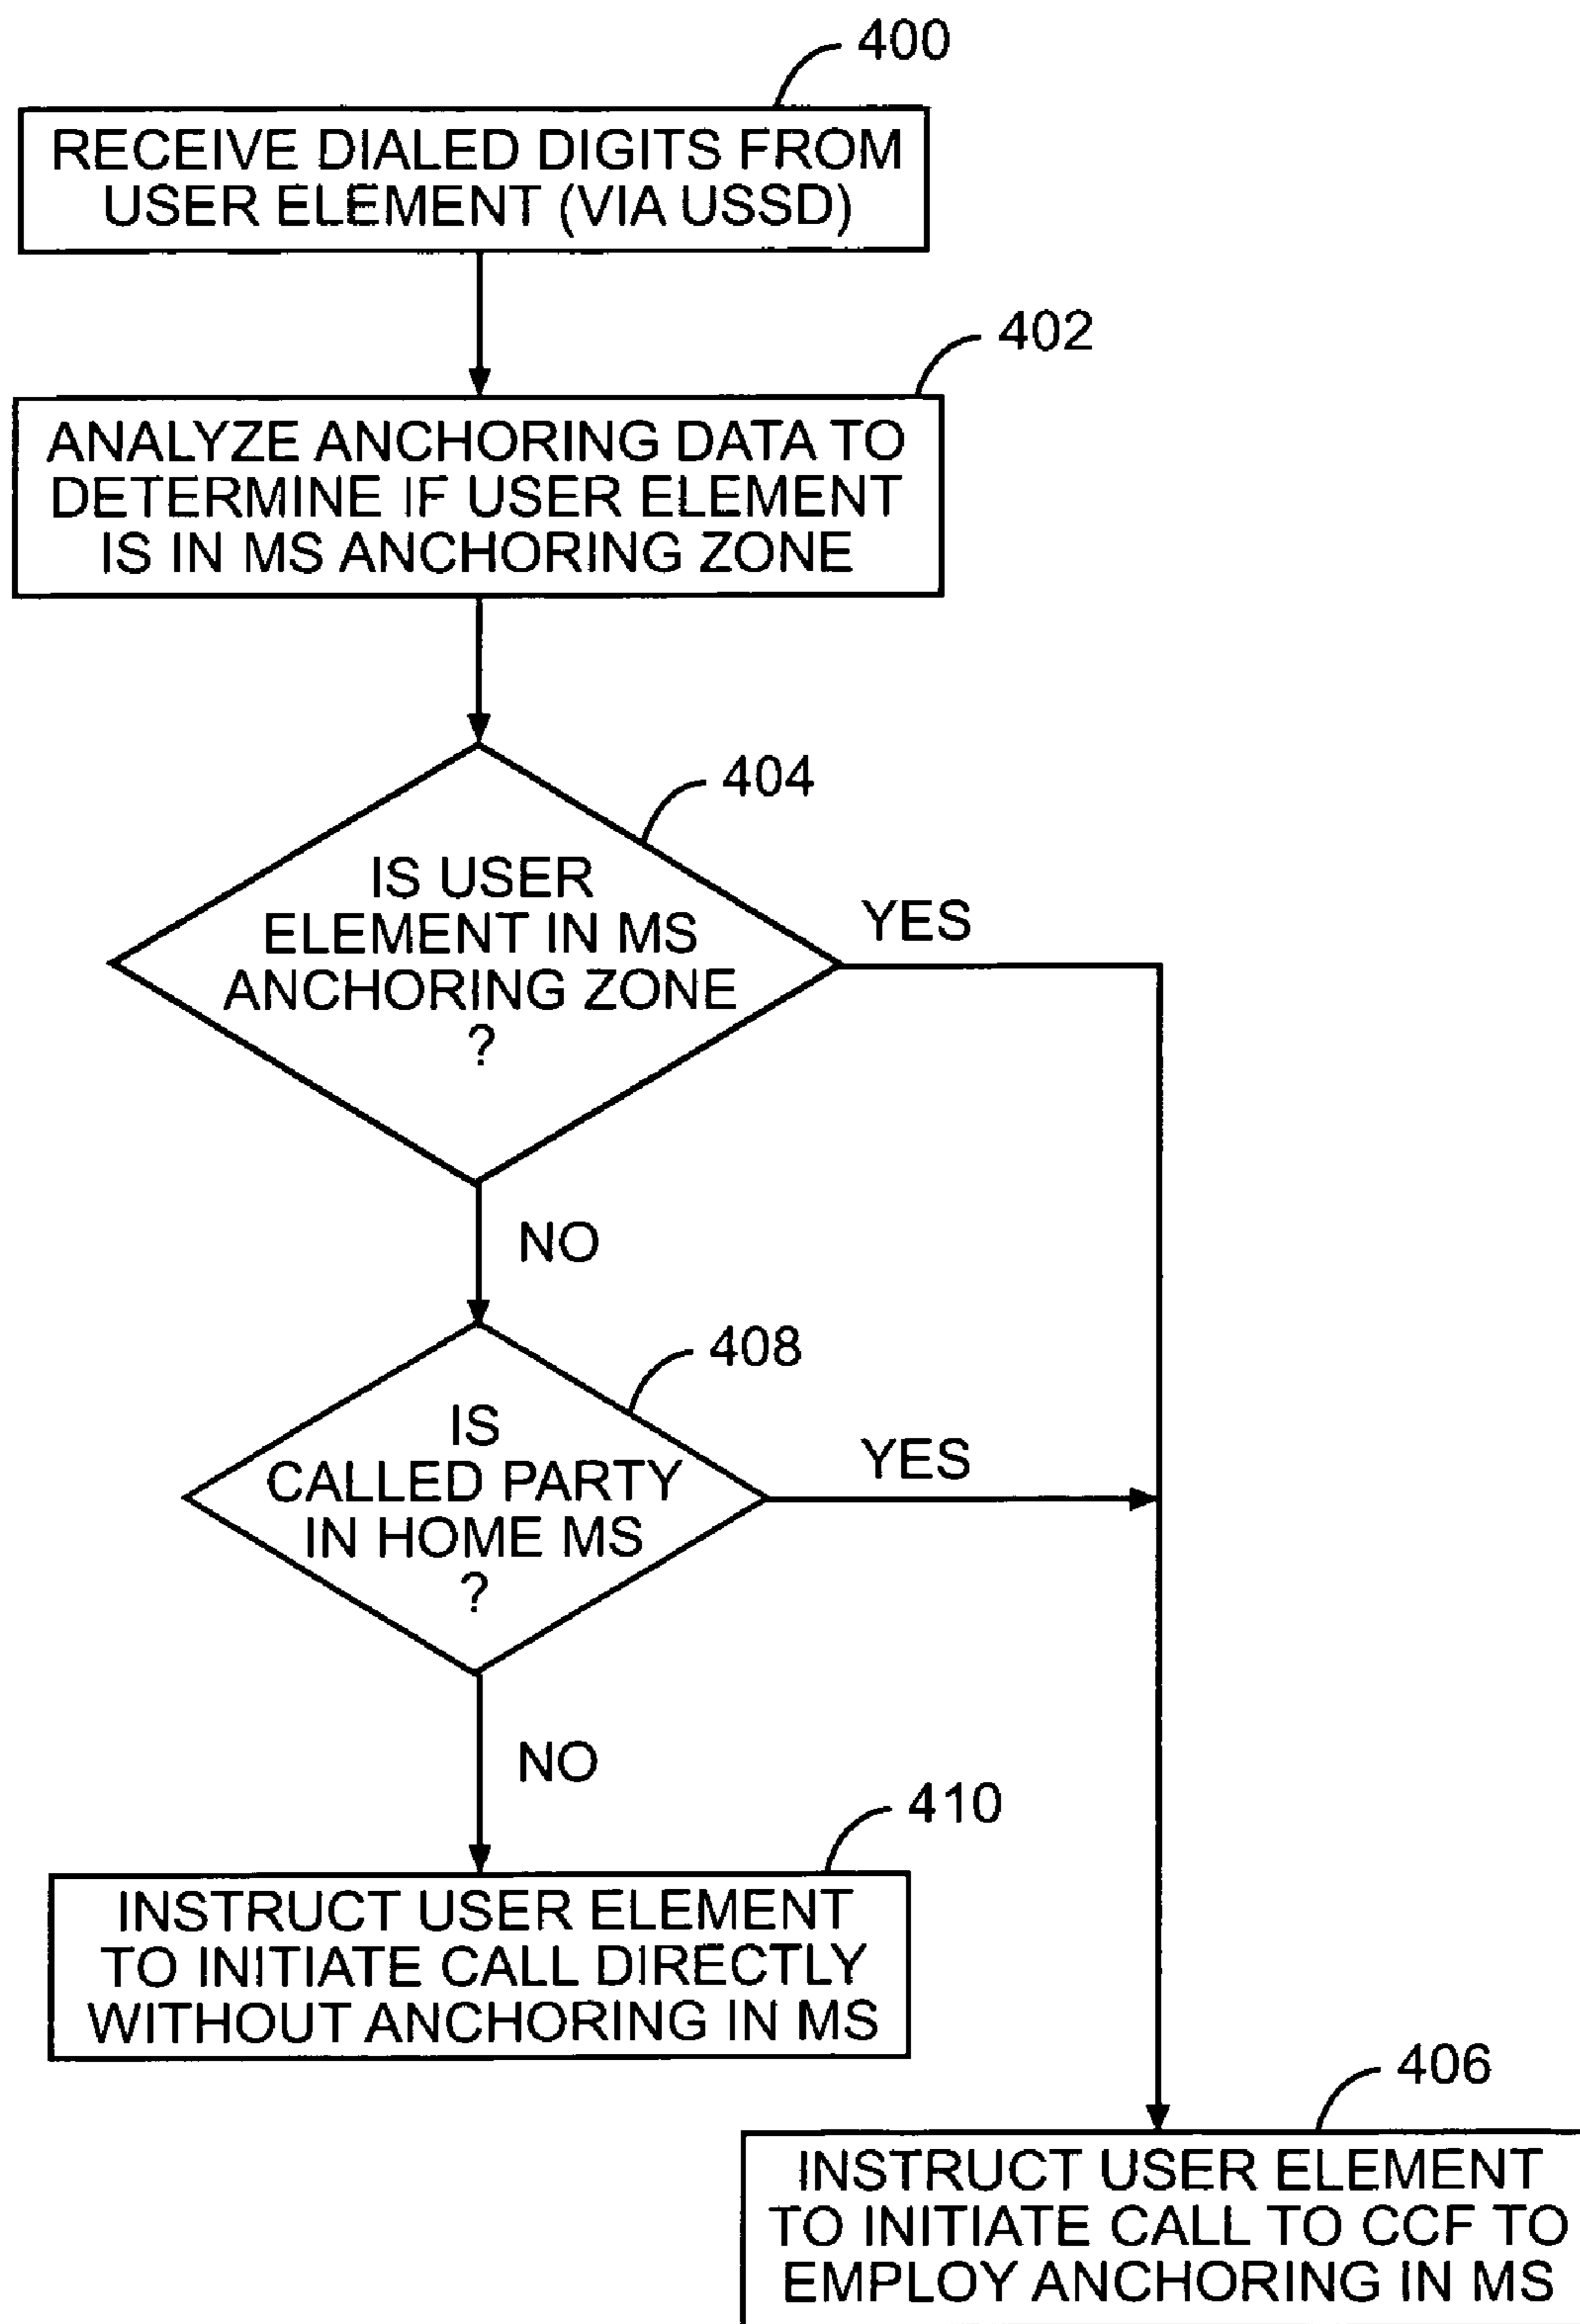 400
RECEIVE DIALED DIGITS FROM
USER ELEMENT (VIA USSD)
402
ANALYZE ANCHORING DATA TO
DETERMINE IF USER ELEMENT
IS IN MS ANCHORING ZONE
404
IS USER
ELEMENT IN MS
ANCHORING ZONE
?
YES
NO
408
IS
CALLED PARTY
IN HOME MS
?
YES
NO
410
INSTRUCT USER ELEMENT
TO INITIATE CALL DIRECTLY
WITHOUT ANCHORING IN MS
406
INSTRUCT USER ELEMENT
TO INITIATE CALL TO CCF TO
EMPLOY ANCHORING IN MS